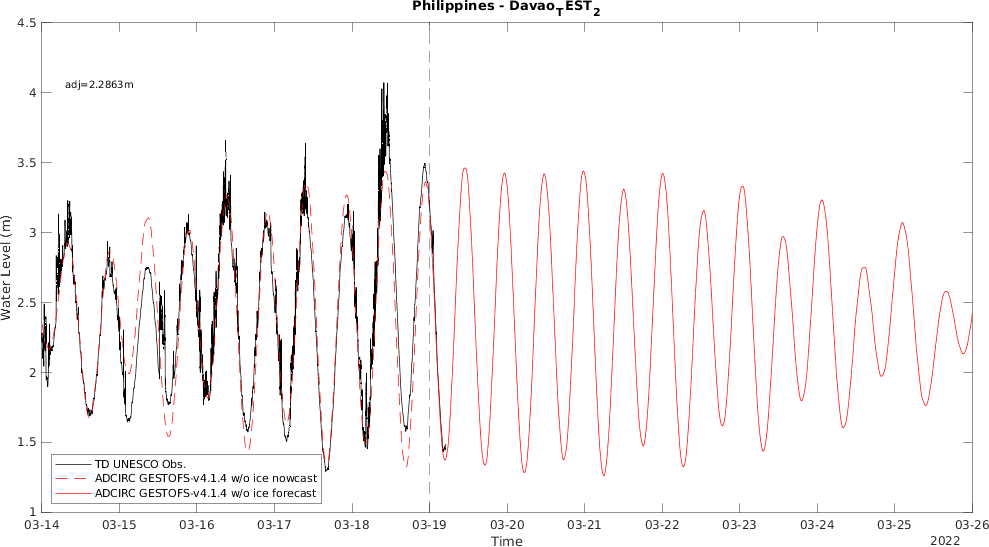 Philippines - Davao_TEST_2
4.5
4
3.5
3
2.5
2
1.5
1
Water Level (m)
adj=2.2863m
TD UNESCO Obs.
ADCIRC GESTOFS-v4.1.4 w/o ice nowcast
ADCIRC GESTOFS-v4.1.4 w/o ice forecast
03-14 03-15 03-16 03-17 03-18 03-19 03-20 03-21 03-22 03-23 03-24 03-25 03-26
Time
2022